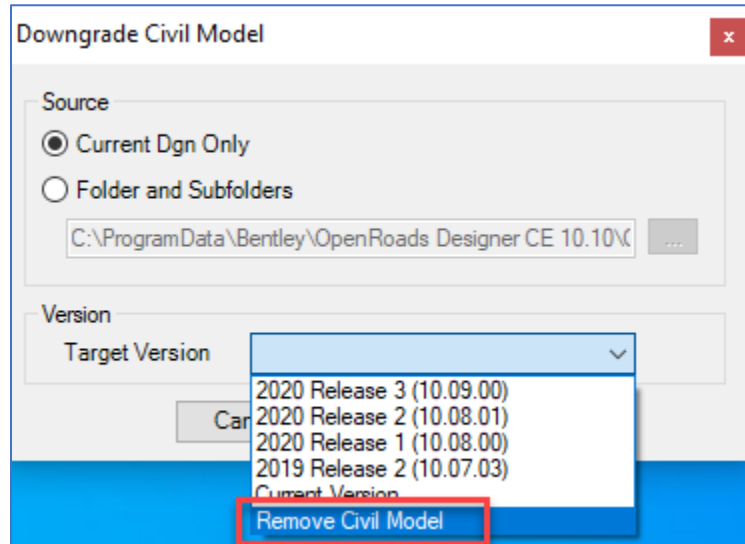 Downgrade Civil Model
x
Source
Current Dgn Only
Folder and Subfolders
C:\ProgramData\Bentley\OpenRoads Designer CE 10.10\
...
Version
Target Version
2020 Release 3 (10.09.00)
2020 Release 2 (10.08.01)
2020 Release 1 (10.08.00)
2019 Release 2 (10.07.03)
Current Version
Remove Civil Model